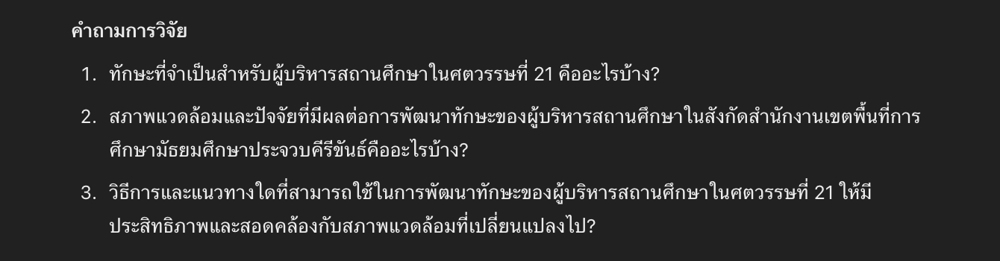 คำถามการวิจัย
1. ทักษะที่จำเป็นสำหรับผู้บริหารสถานศึกษาในศตวรรษที่ 21 คืออะไรบ้าง?
2. สภาพแวดล้อมและปัจจัยที่มีผลต่อการพัฒนาทักษะของผู้บริหารสถานศึกษาในสังกัดสำนักงานเขตพื้นที่การ
ศึกษามัธยมศึกษาประจวบคีรีขันธ์คืออะไรบ้าง?
3. วิธีการและแนวทางใดที่สามารถใช้ในการพัฒนาทักษะของผู้บริหารสถานศึกษาในศตวรรษที่ 21 ให้มี
ประสิทธิภาพและสอดคล้องกับสภาพแวดล้อมที่เปลี่ยนแปลงไป?